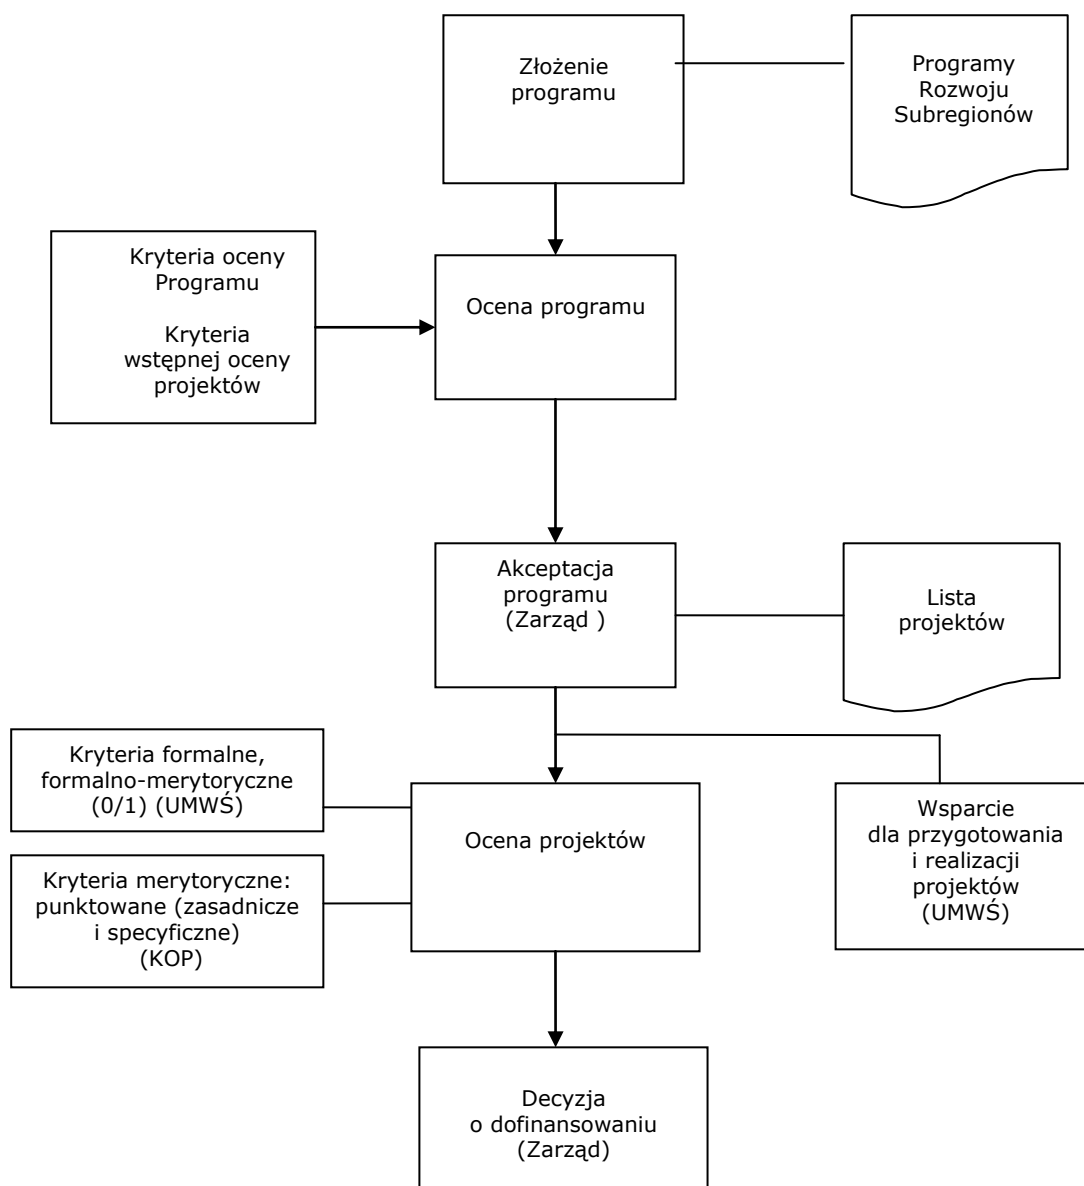 Złożenie
programu
Programy
Rozwoju
Subregionów
Kryteria oceny
Programu
Kryteria
wstępnej oceny
projektów
Ocena programu
Akceptacja
programu
(Zarząd )
Lista
projektów
Kryteria formalne,
formalno-merytoryczne
(0/1) (UMWŚ)
Ocena projektów
Wsparcie
dla przygotowania
i realizacji
projektów
(UMWŚ)
Kryteria merytoryczne:
punktowane (zasadnicze
i specyficzne)
(KOP)
Decyzja
o dofinansowaniu
(Zarząd)